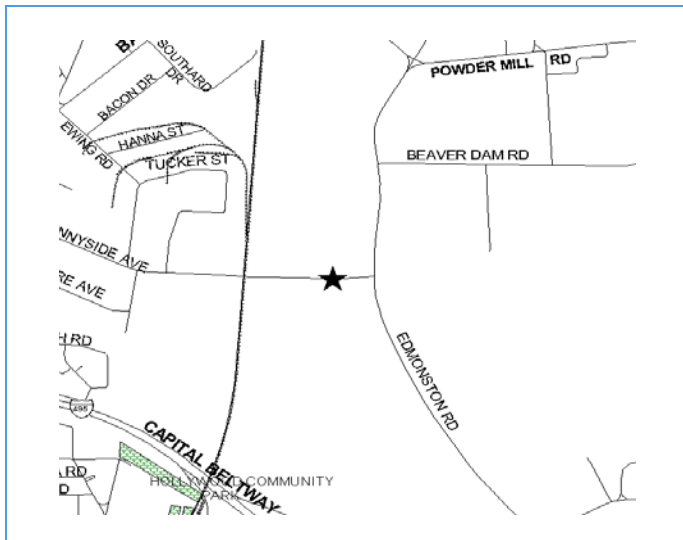 SOUTHARD
DR
BACON DR
POWDER MILL RD
EWING RD
HANNA ST
TUCKER ST
BEAVER DAM RD
NNYSIDE AVE
RE AVE
EDMONSTON RD
H RD
495
CAPITAL BELTWAY
A RD
D
HOLLYWOOD COMMUNITY
PARK